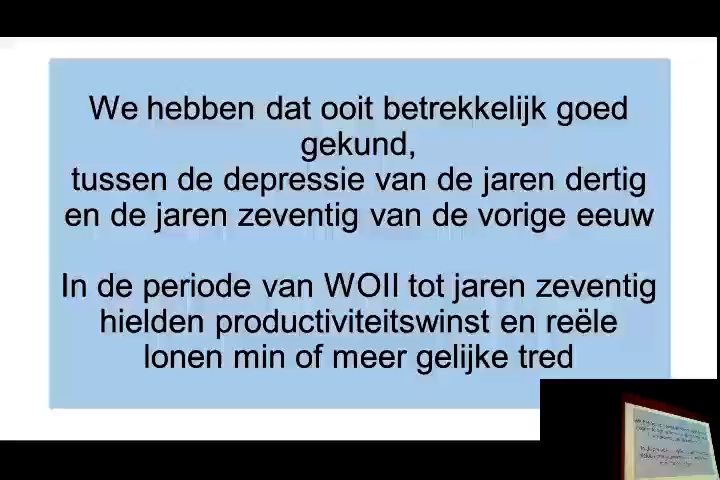 We hebben dat ooit betrekkelijk goed
gekund,
tussen de depressie van de jaren dertig
en de jaren zeventig van de vorige eeuw
In de periode van WOII tot jaren zeventig
hielden productiviteitswinst en reële
lonen min of meer gelijke tred